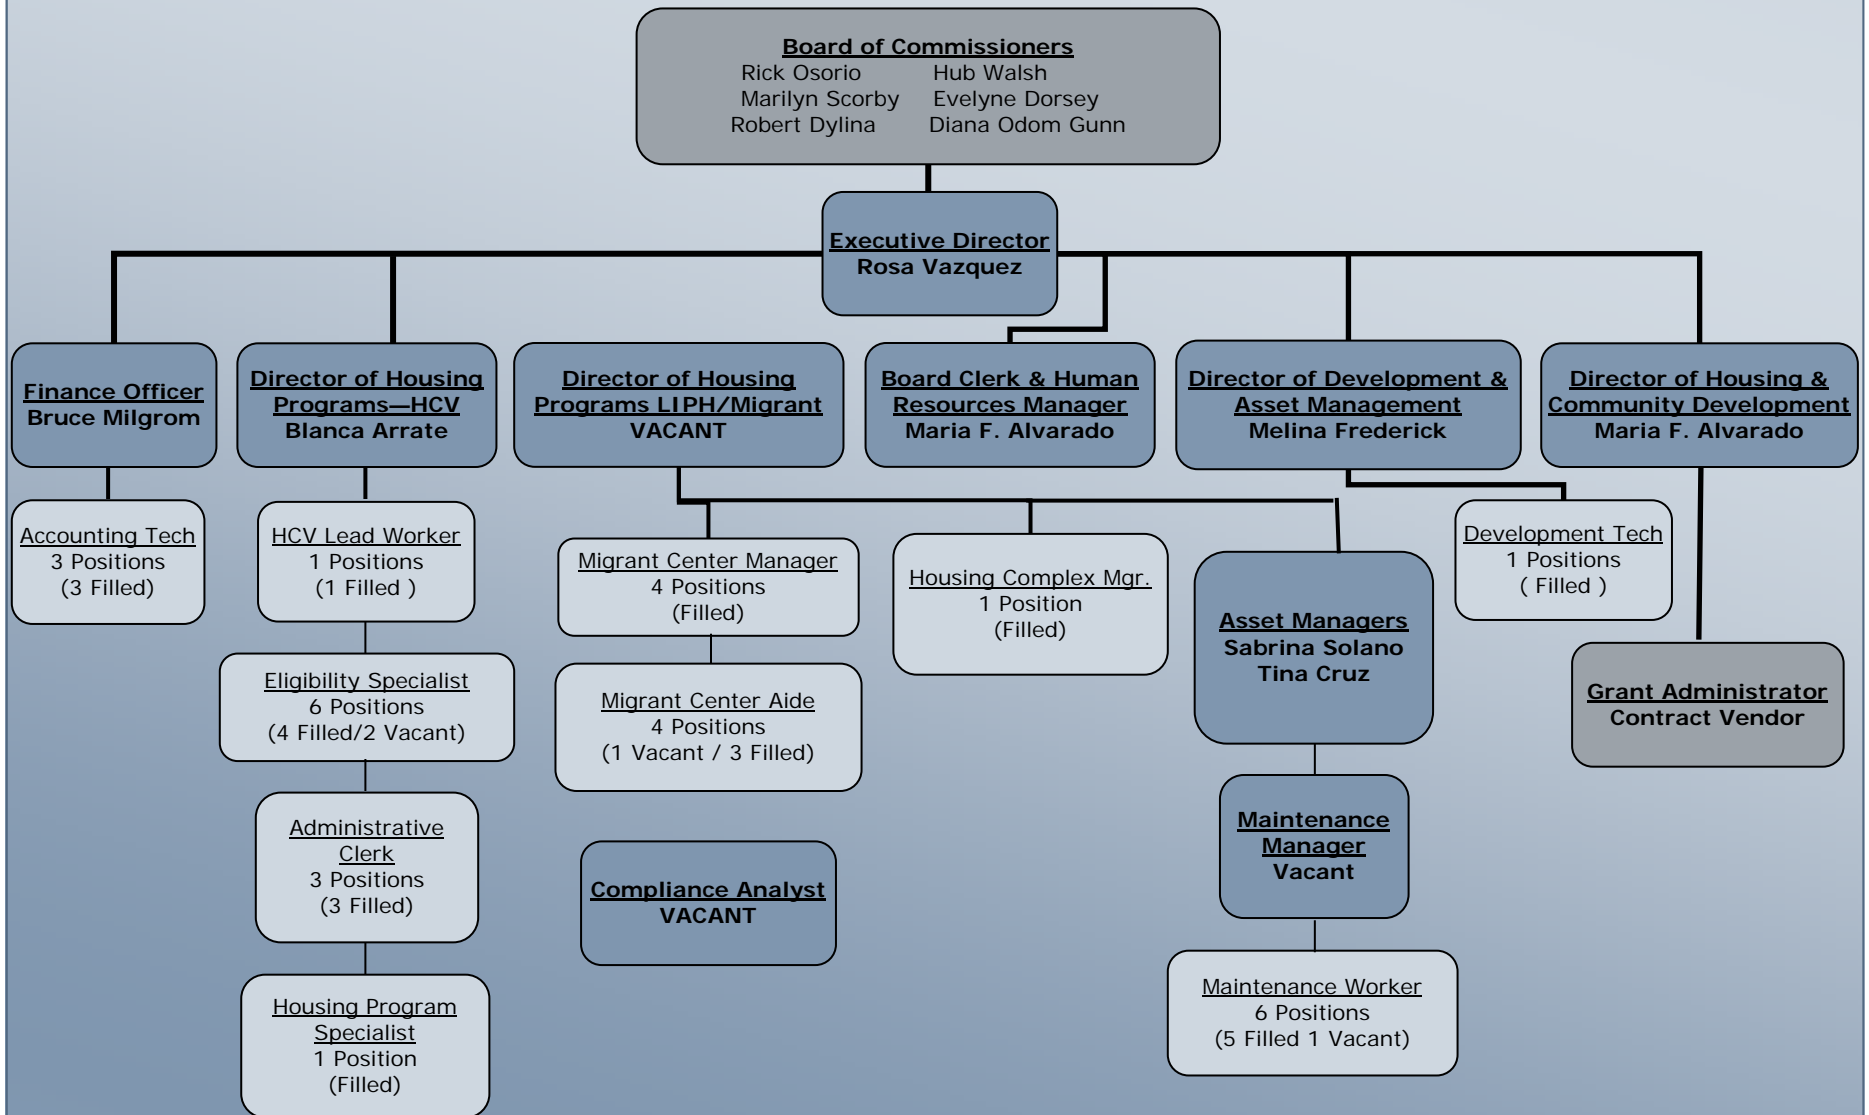 Board of Commissioners
Rick Osorio Hub Walsh
Marilyn Scorby Evelyne Dorsey
Robert Dylina Diana Odom Gunn
Executive Director
Rosa Vazquez
Finance Officer
Bruce Milgrom
Director of Housing
Programs—HCV
Blanca Arrate
Director of Housing
Programs LIPH/Migrant
VACANT
Board Clerk & Human
Resources Manager
Maria F. Alvarado
Director of Development &
Asset Management
Melina Frederick
Director of Housing &
Community Development
Maria F. Alvarado
Accounting Tech
3 Positions
(3 Filled)
HCV Lead Worker
1 Positions
(1 Filled )
Eligibility Specialist
6 Positions
(4 Filled/2 Vacant)
Administrative
Clerk
3 Positions
(3 Filled)
Housing Program
Specialist
1 Position
(Filled)
Migrant Center Manager
4 Positions
(Filled)
Migrant Center Aide
4 Positions
(1 Vacant / 3 Filled)
Compliance Analyst
VACANT
Housing Complex Mgr.
1 Position
(Filled)
Asset Managers
Sabrina Solano
Tina Cruz
Maintenance
Manager
Vacant
Maintenance Worker
6 Positions
(5 Filled 1 Vacant)
Development Tech
1 Positions
( Filled )
Grant Administrator
Contract Vendor